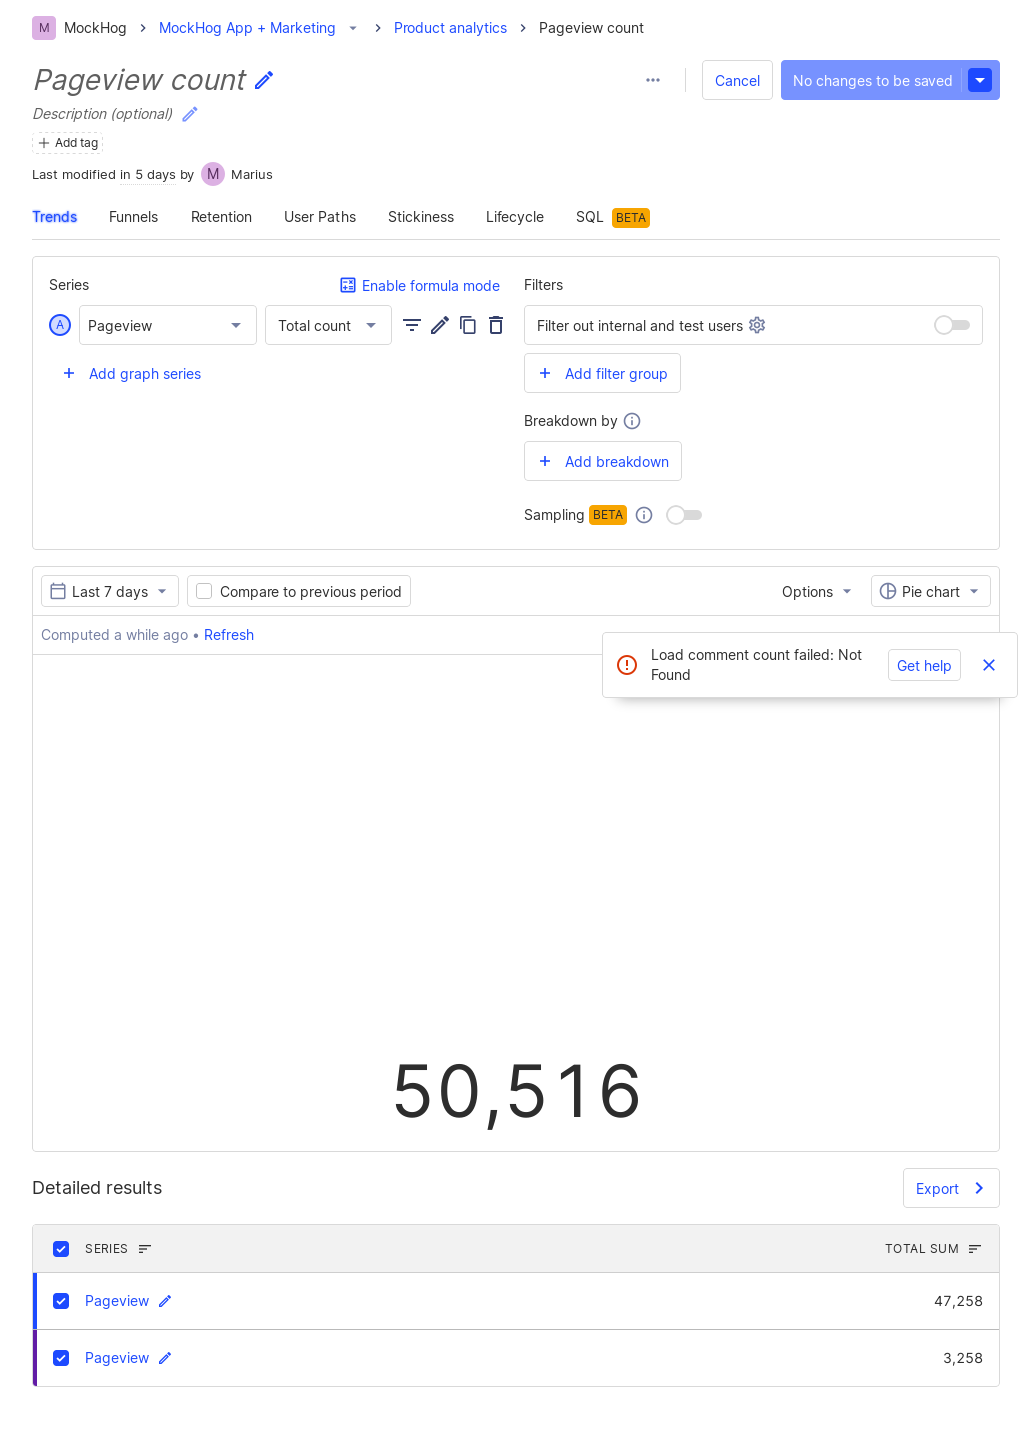 M MockHog MockHog App + Marketing Product analytics Pageview count
Pageview count
Cancel No changes to be saved
Description (optional)
Add tag
Last modified in 5 days by M Marius
Trends Funnels Retention User Paths Stickiness Lifecycle SQL BETA
Series Enable formula mode Filters
A Pageview Total count Filter out internal and test users
Add graph series Add filter group
Breakdown by
Add breakdown
Sampling BETA
Last 7 days Compare to previous period Options Pie chart
Computed a while ago • Refresh
Load comment count failed: Not
Found
Get help
50,516
Detailed results Export
SERIES TOTAL SUM
Pageview 47,258
Pageview 3,258